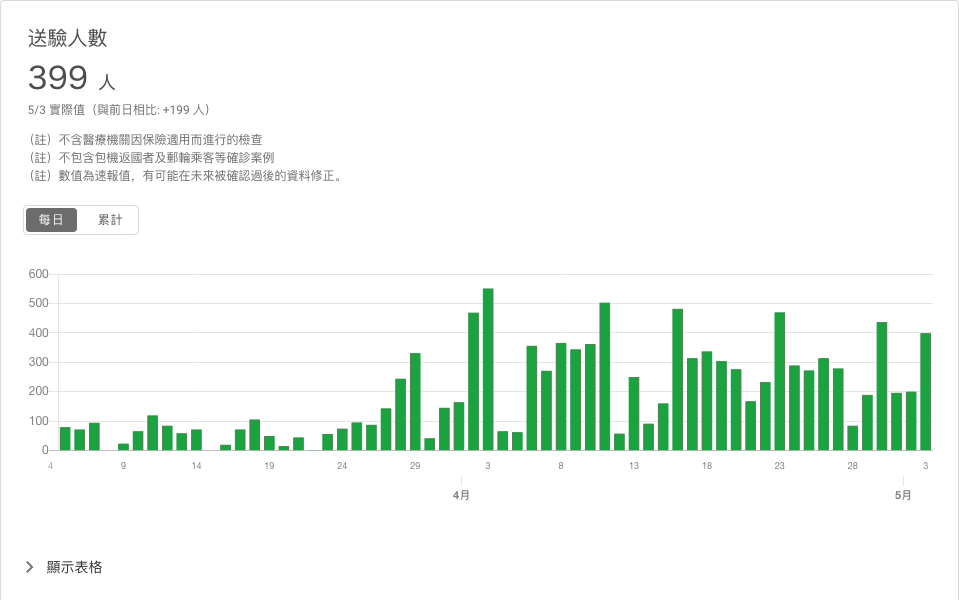 送驗人數
399 人
5/3 實際值（與前日相比: +199 人）
（註）不含醫療機關因保險適用而進行的檢查
（註）不包含包機返國者及郵輪乘客等確診案例
（註）數值為速報值，有可能在未來被確認過後的資料修正。
每日 累計
600
500
400
300
200
100
0
4 9 14 19 24 29 3 8 13 18 23 28 3
4月 5月
顯示表格